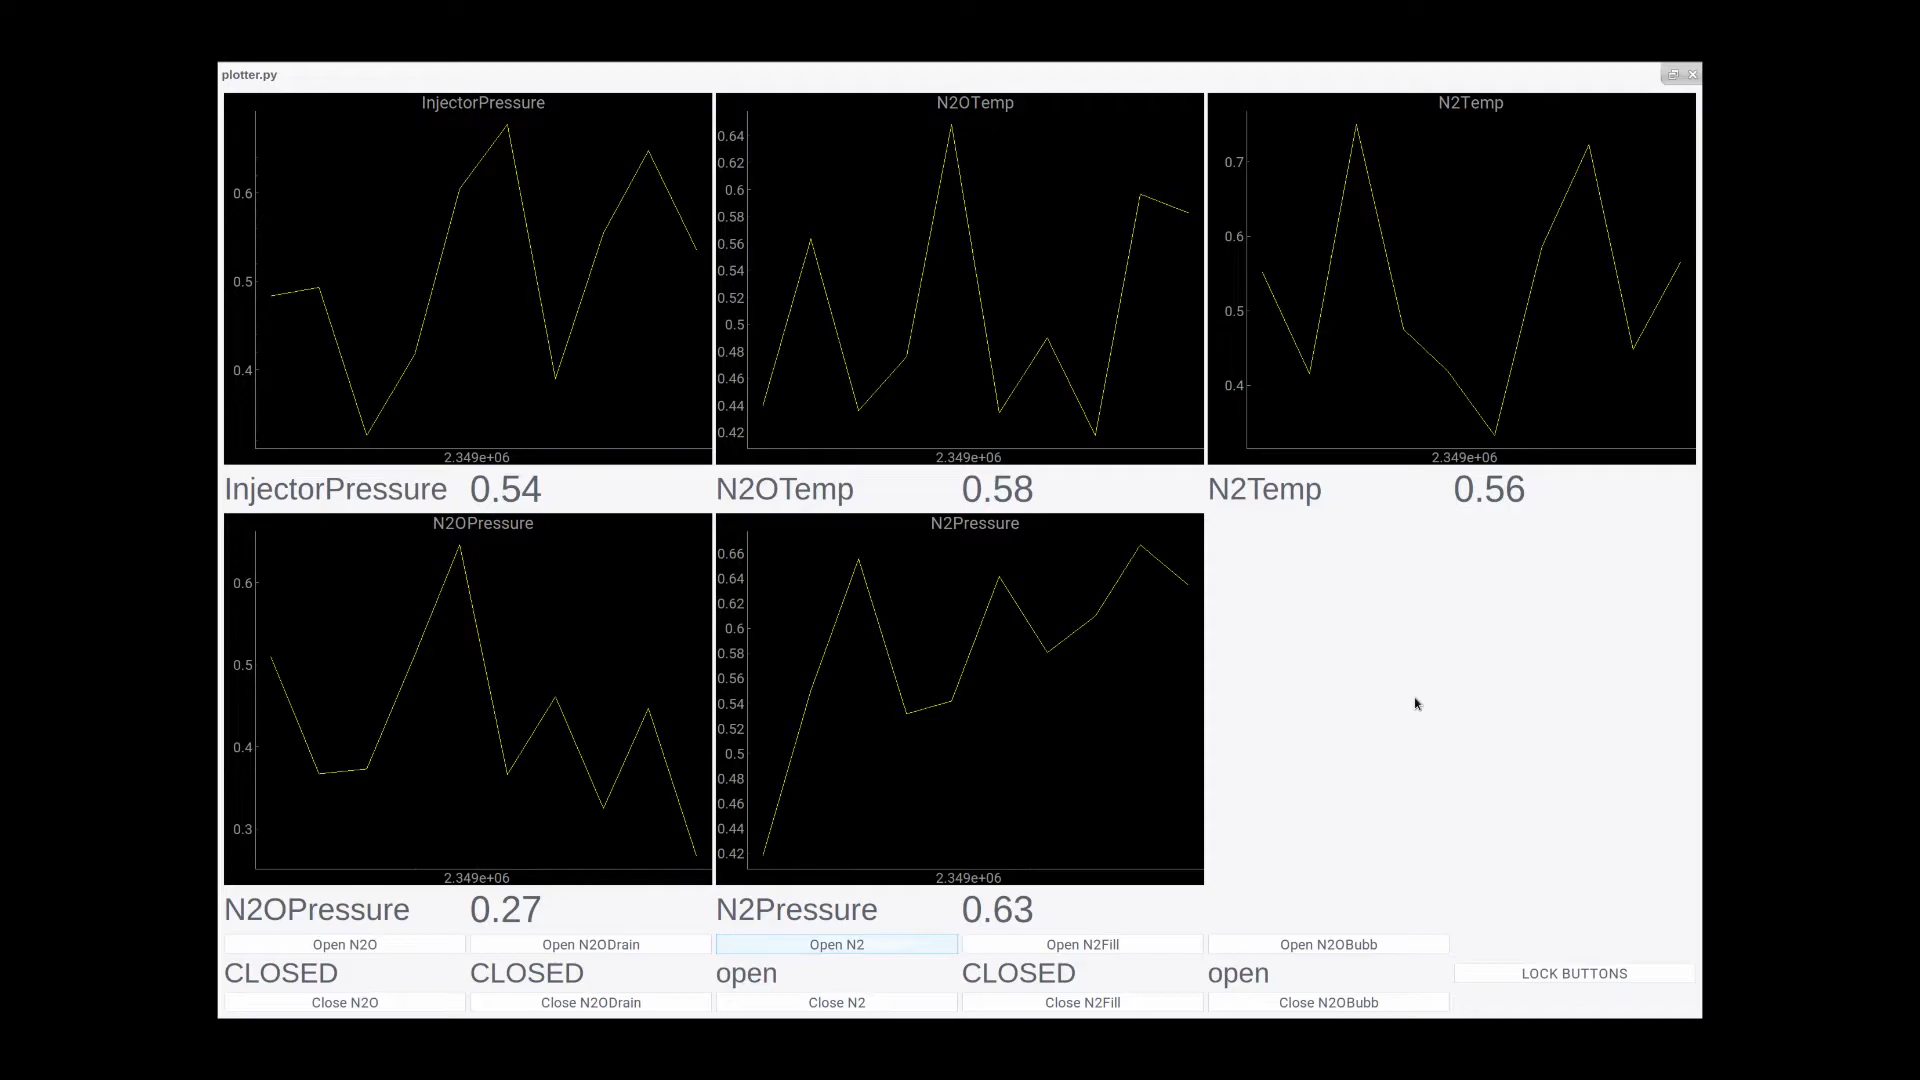 plotter.py
InjectorPressure
0.6
0.5
0.4
2.349e+06
N2OTemp
0.64
0.62
0.6
0.58
0.56
0.54
0.52
0.5
0.48
0.46
0.44
0.42
2.349e+06
N2Temp
0.7
0.6
0.5
0.4
2.349e+06
InjectorPressure 0.54 N2OTemp 0.58 N2Temp 0.56
N2OPressure
0.6
0.5
0.4
0.3
2.349e+06
N2Pressure
0.66
0.64
0.62
0.6
0.58
0.56
0.54
0.52
0.5
0.48
0.46
0.44
0.42
2.349e+06
N2OPressure 0.27 N2Pressure 0.63
Open N2O Open N2ODrain Open N2 Open N2Fill Open N2OBubb
CLOSED CLOSED open CLOSED open LOCK BUTTONS
Close N2O Close N2ODrain Close N2 Close N2Fill Close N2OBubb